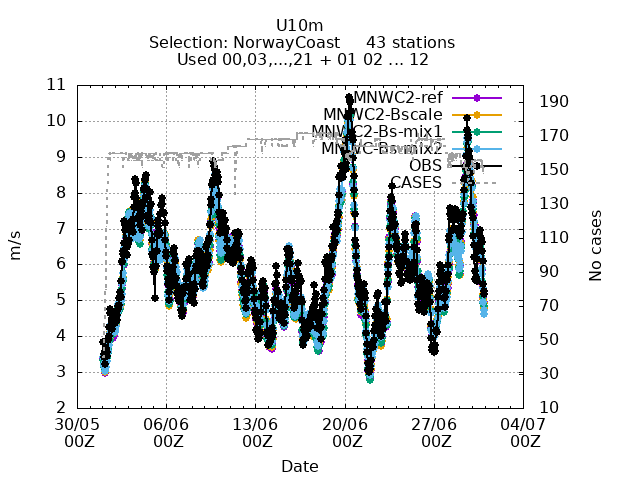 U10m
Selection: NorwayCoast 43 stations
Used 00,03,...,21 + 01 02 ... 12
MNWC2-ref
MNWC2-Bscale
MNWC2-Bs-mix1
MNWC-Bs-mix2
OBS
CASES
m/s
11
10
9
8
7
6
5
4
3
2
No cases
190
170
150
130
110
90
70
50
30
10
30/05 06/06 13/06 20/06 27/06 04/07
00Z 00Z 00Z 00Z 00Z 00Z
Date